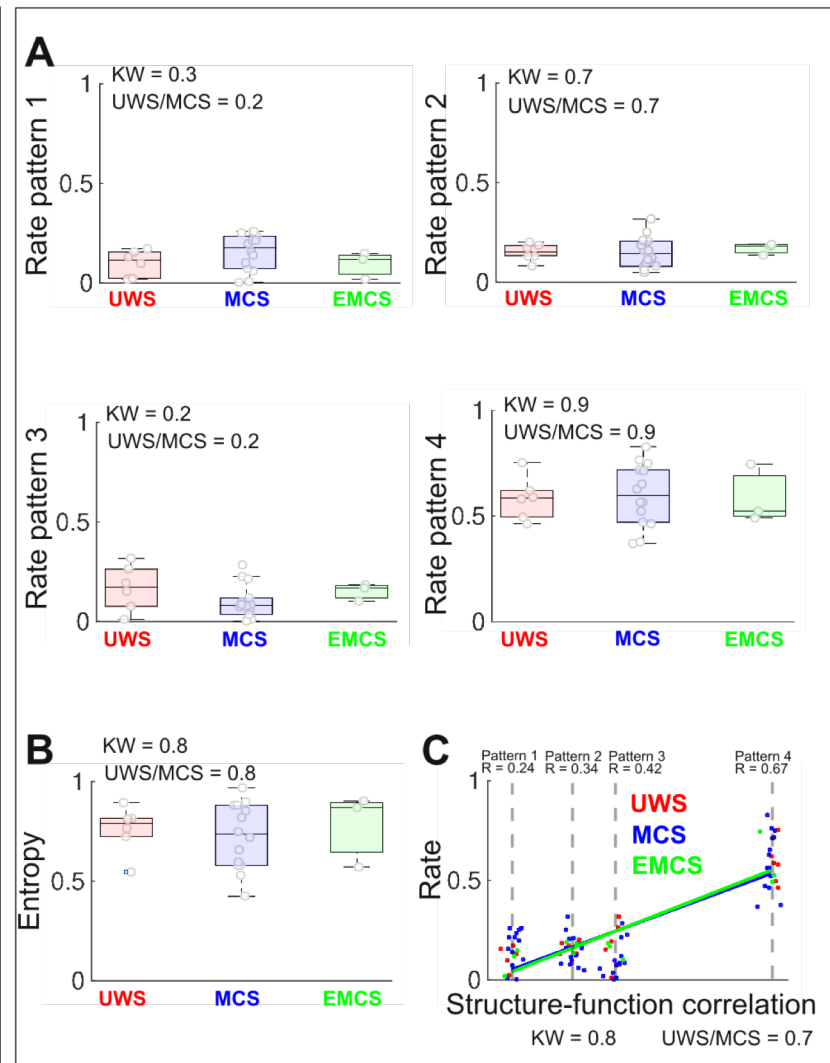 A
KW = 0.3
UWS/MCS = 0.2
Rate pattern 1
1
0.5
0
UWS MCS EMCS
KW = 0.7
UWS/MCS = 0.7
Rate pattern 2
1
0.5
0
UWS MCS EMCS
KW = 0.2
UWS/MCS = 0.2
Rate pattern 3
1
0.5
0
UWS MCS EMCS
KW = 0.9
UWS/MCS = 0.9
Rate pattern 4
1
0.5
0
UWS MCS EMCS
B
KW = 0.8
UWS/MCS = 0.8
Entropy
1
0.5
0
UWS MCS EMCS
C
Pattern 1 Pattern 2 Pattern 3 Pattern 4
R = 0.24 R = 0.34 R = 0.42 R = 0.67
UWS
MCS
EMCS
Rate
1
0.5
0
Structure-function correlation
KW = 0.8 UWS/MCS = 0.7